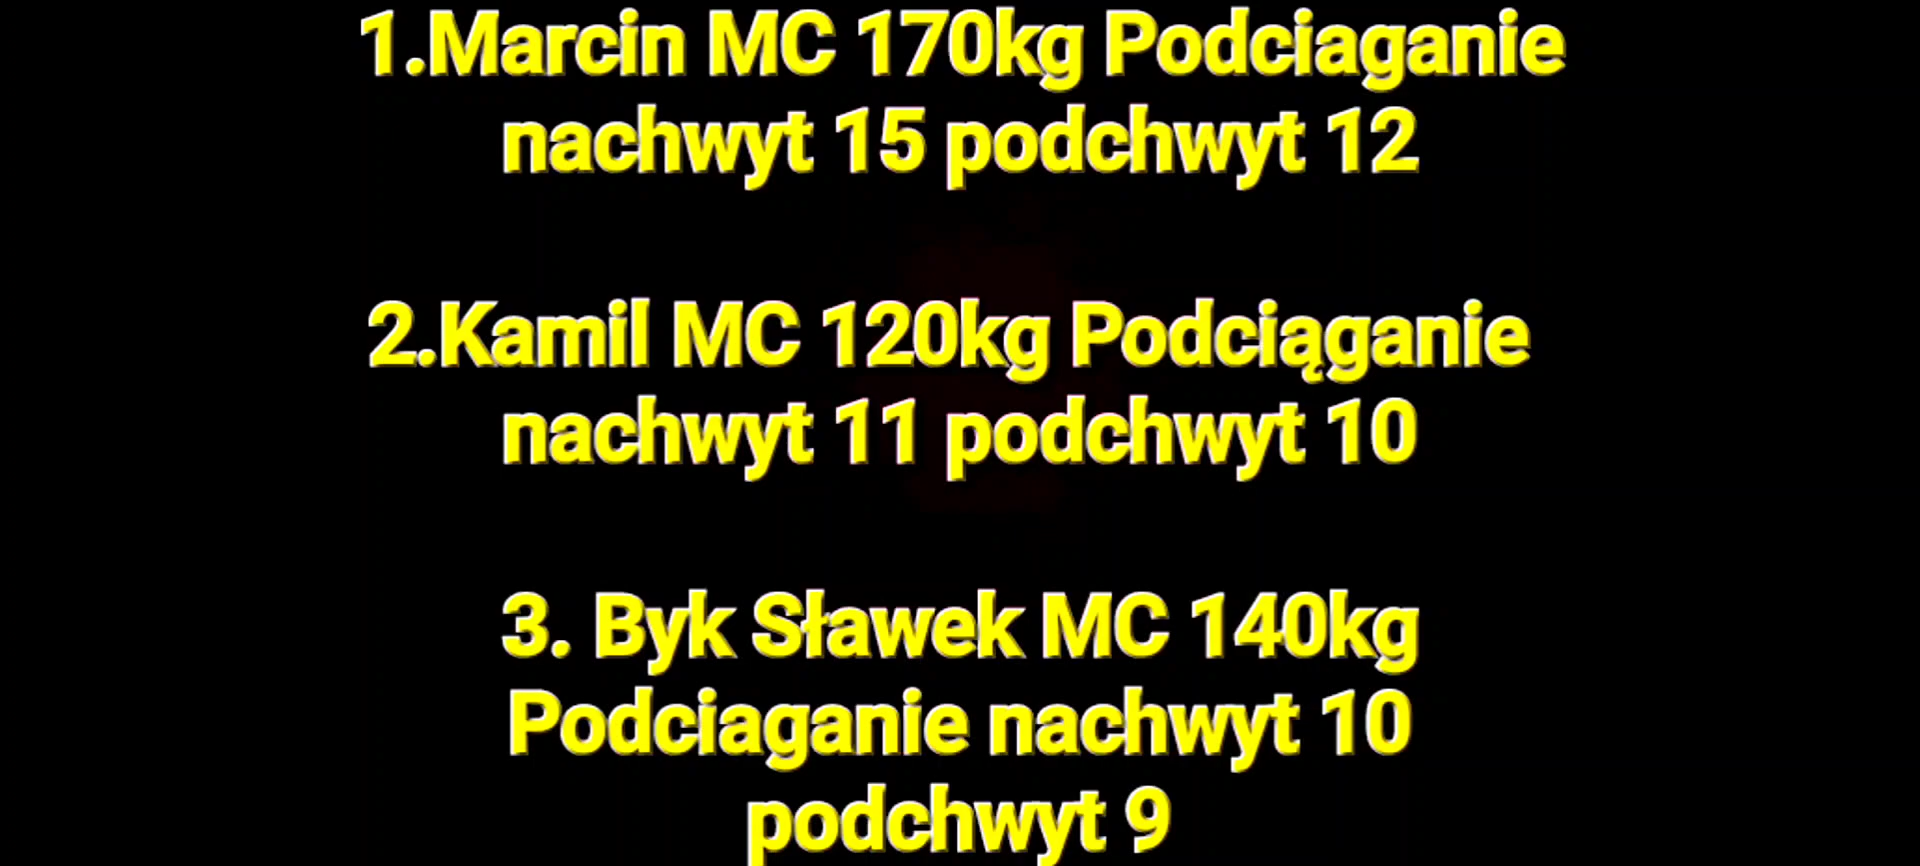 1.Marcin MC 170kg Podciaganie
nachwyt 15 podchwyt 12
2.Kamil MC 120kg Podciąganie
nachwyt 11 podchwyt 10
3. Byk Sławek MC 140kg
Podciaganie nachwyt 10
podchwyt 9